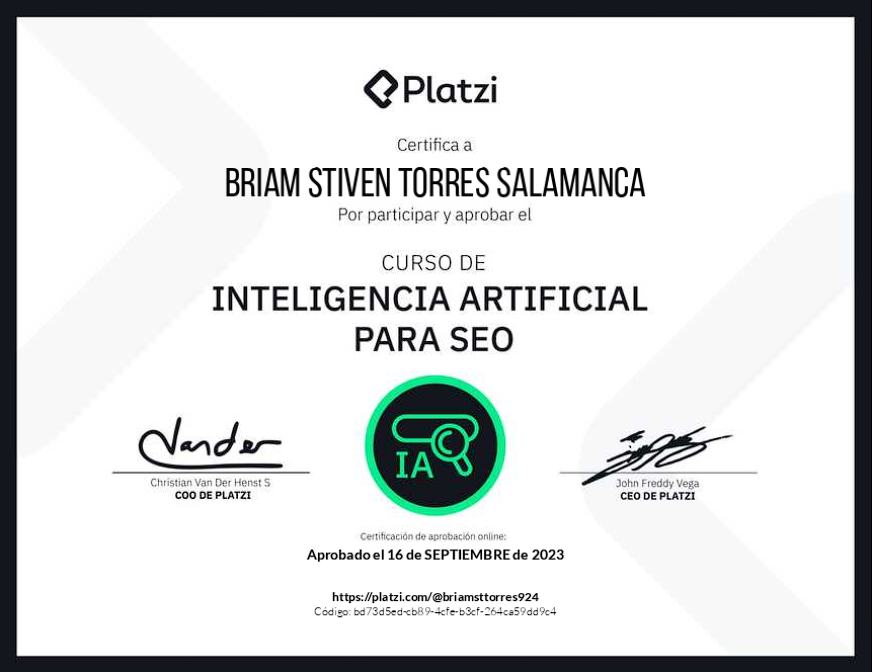 Platzi
Certifica a
BRIAM STIVEN TORRES SALAMANCA
Por participar y aprobar el
CURSO DE
INTELIGENCIA ARTIFICIAL
PARA SEO
Vander
IA
Christian Van Der Henst S
COO DE PLATZI
John Freddy Vega
CEO DE PLATZI
Certificación de aprobación online:
Aprobado el 16 de SEPTIEMBRE de 2023
https://platzi.com/@briamsttorres924
Código: bd73d5ed-cb89-4cfe-b3cf-264ca59dd9c4